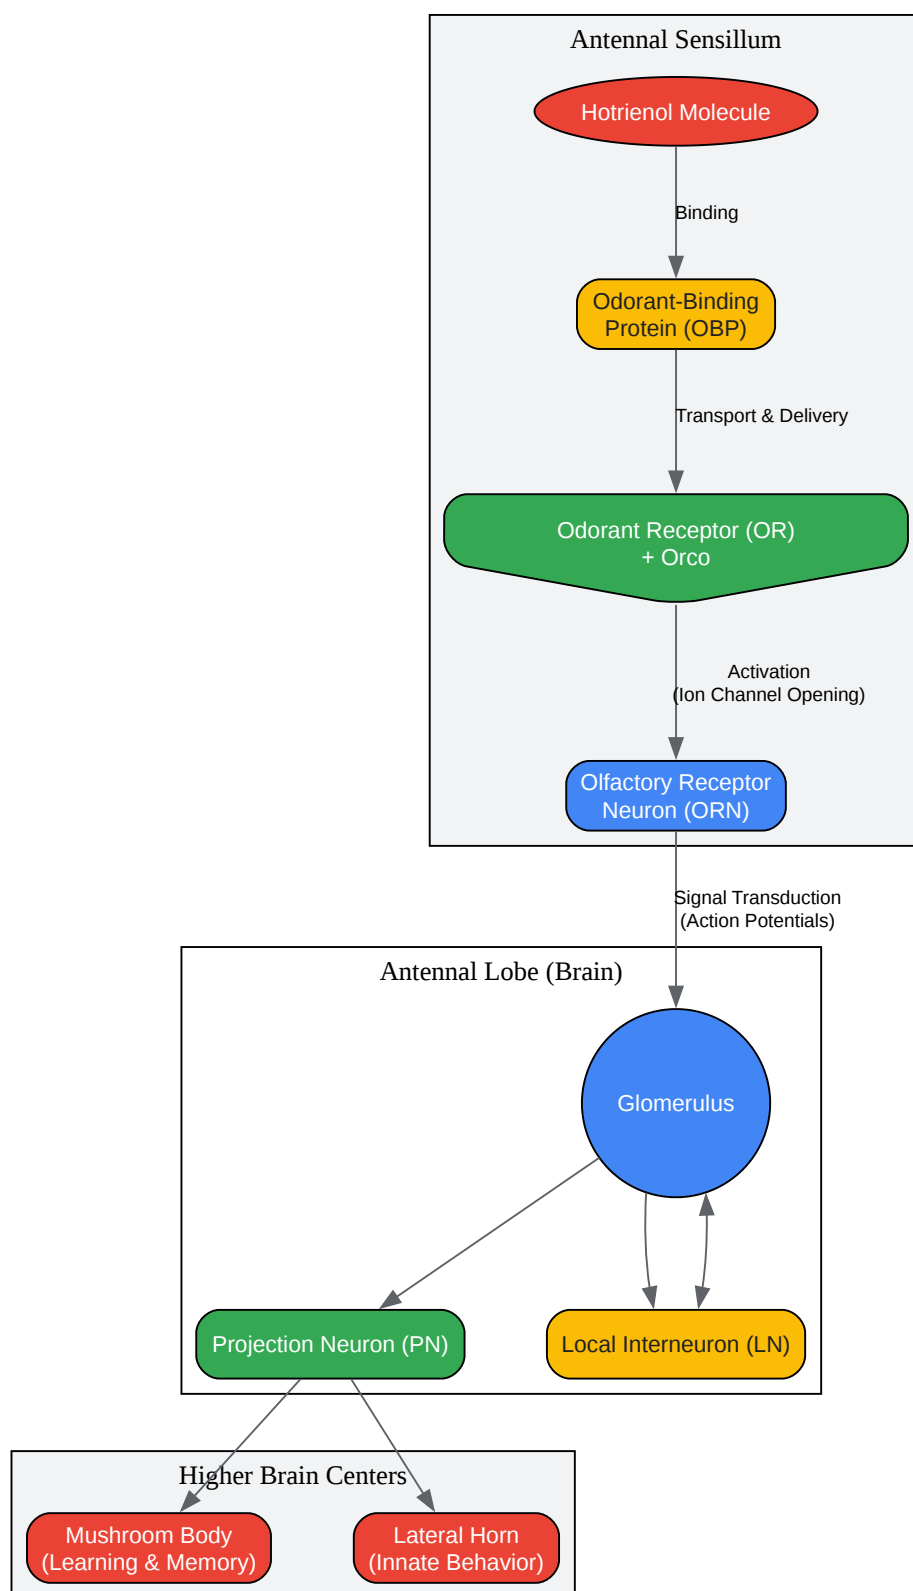 Antennal Sensillum
Hotrienol Molecule
Binding
Odorant-Binding
Protein (OBP)
Transport & Delivery
Odorant Receptor (OR)
+ Orco
Activation
(Ion Channel Opening)
Olfactory Receptor
Neuron (ORN)
Signal Transduction
(Action Potentials)
Antennal Lobe (Brain)
Glomerulus
Projection Neuron (PN)
Local Interneuron (LN)
Higher Brain Centers
Mushroom Body
(Learning & Memory)
Lateral Horn
(Innate Behavior)